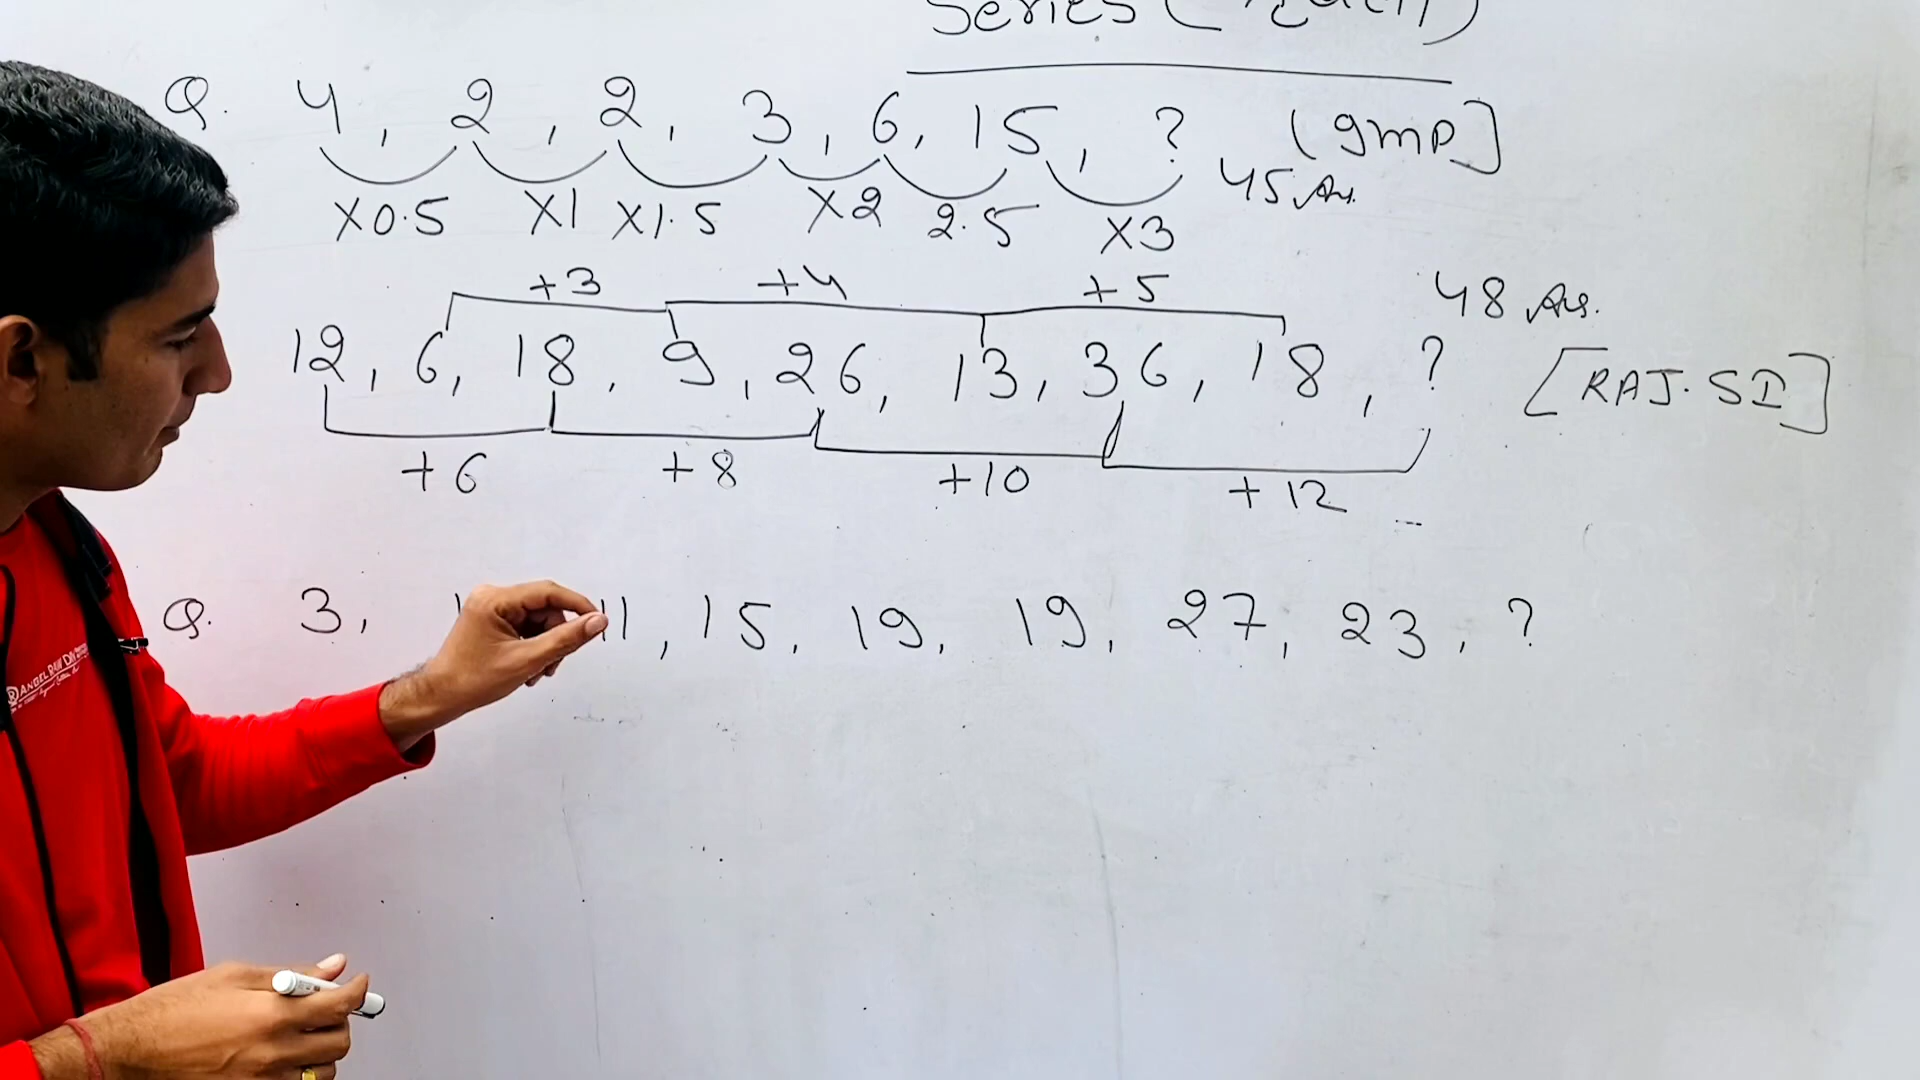 Series (
Q. 4, 2, 2, 3, 6, 15, ? (gmp]
45 Ans.
X0.5 X1 X1.5 X2 2.5 X3
+3 +4 +5
48 Ans.
12, 6, 18, 9, 26, 13, 36, 18, ? [RAJ. SI]
+6 +8 +10 +12
Q. 3, 11, 15, 19, 19, 27, 23, ?